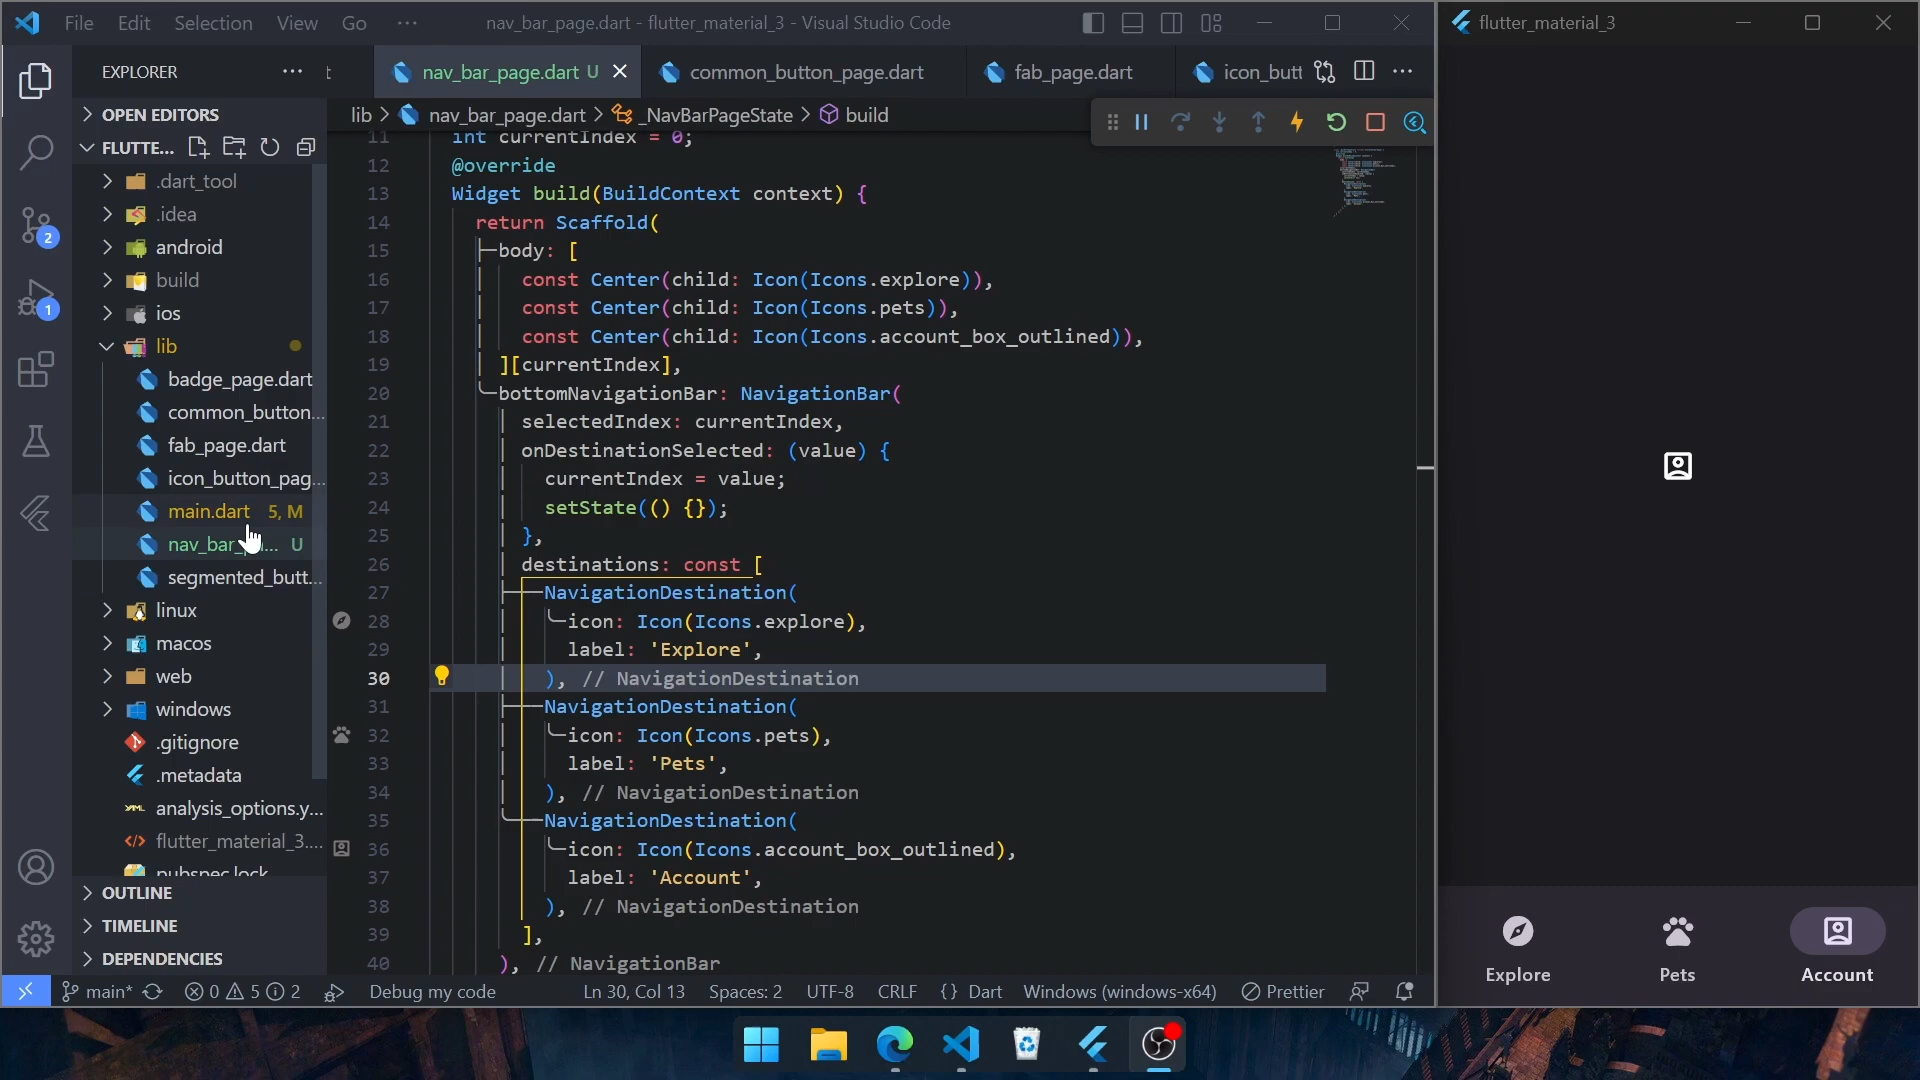 File Edit Selection View Go ··· nav_bar_page.dart - flutter_material_3 - Visual Studio Code
EXPLORER
nav_bar_page.dart U
common_button_page.dart
fab_page.dart
icon_butt
lib > nav_bar_page.dart > _NavBarPageState > build
OPEN EDITORS
FLUTTE...
.dart_tool
.idea
android
build
ios
lib
badge_page.dart
common_button...
fab_page.dart
icon_button_pag...
main.dart 5, M
U
segmented_butt...
linux
macos
web
windows
.gitignore
.metadata
analysis_options.y...
flutter_material_3....
pubspec.lock
OUTLINE
TIMELINE
DEPENDENCIES
2
1
11 int currentIndex = 0;
12 @override
13 Widget build(BuildContext context) {
14 return Scaffold(
15 body: [
16 const Center(child: Icon(Icons.explore)),
17 const Center(child: Icon(Icons.pets)),
18 const Center(child: Icon(Icons.account_box_outlined)),
19 ][currentIndex],
20 bottomNavigationBar: NavigationBar(
21 selectedIndex: currentIndex,
22 onDestinationSelected: (value) {
23 currentIndex = value;
24 setState(() {});
25 },
26 destinations: const [
27 NavigationDestination(
28 icon: Icon(Icons.explore),
29 label: 'Explore',
30 ), // NavigationDestination
31 NavigationDestination(
32 icon: Icon(Icons.pets),
33 label: 'Pets',
34 ), // NavigationDestination
35 NavigationDestination(
36 icon: Icon(Icons.account_box_outlined),
37 label: 'Account',
38 ), // NavigationDestination
39 ],
40 ), // NavigationBar
main* 0 5 2 Debug my code Ln 30, Col 13 Spaces: 2 UTF-8 CRLF {} Dart Windows (windows-x64) Prettier
flutter_material_3
Explore
Pets
Account